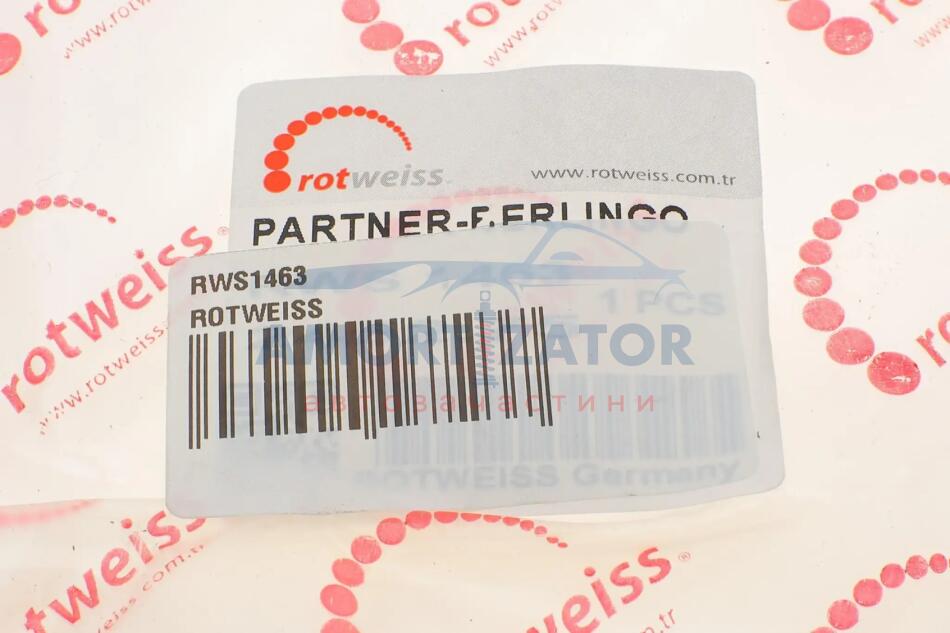 rotweiss
www.rotweiss.com.tr
PARTNER-BERLINGO
RWS1463
ROTWEISS
1 PCS
AMORTIZATOR
автозапчастини
ROTWEISS Germany
rotweiss
rotweiss
www.rotweiss.com.tr
rotweiss